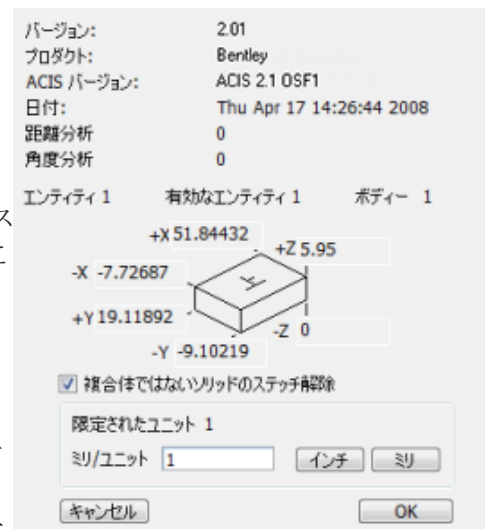 バージョン: 2.01
プロダクト: Bentley
ACIS バージョン: ACIS 2.1 OSF1
日付: Thu Apr 17 14:26:44 2008
距離分析 0
角度分析 0
エンティティ 1 有効なエンティティ 1 ボディー 1
ス
+X 51.84432
+Z 5.95
-X -7.72687
上
+Y 19.11892
-Z 0
-Y -9.10219
複合体ではないソリッドのステッチ解除
限定されたユニット 1
ミリ/ユニット 1 インチ ミリ
キャンセル OK